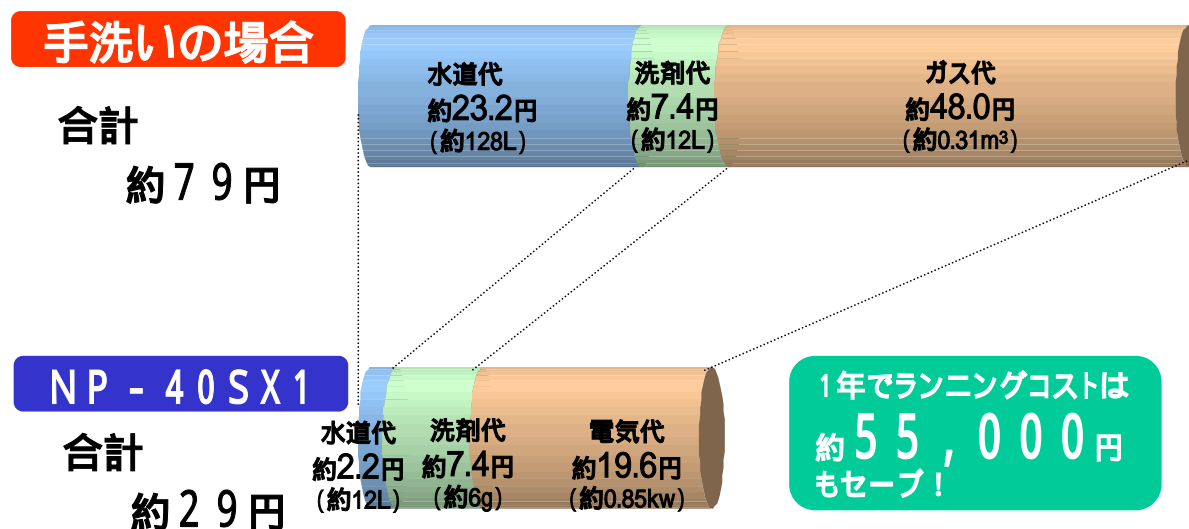 手洗いの場合
合計
約79円
水道代
約23.2円
(約128L)
洗剤代
約7.4円
(約12L)
ガス代
約48.0円
(約0.31m³)
NP-40SX1
合計
約29円
水道代
約2.2円
(約12L)
洗剤代
約7.4円
(約6g)
電気代
約19.6円
(約0.85kw)
1年でランニングコストは
約55,000円
もセーブ!